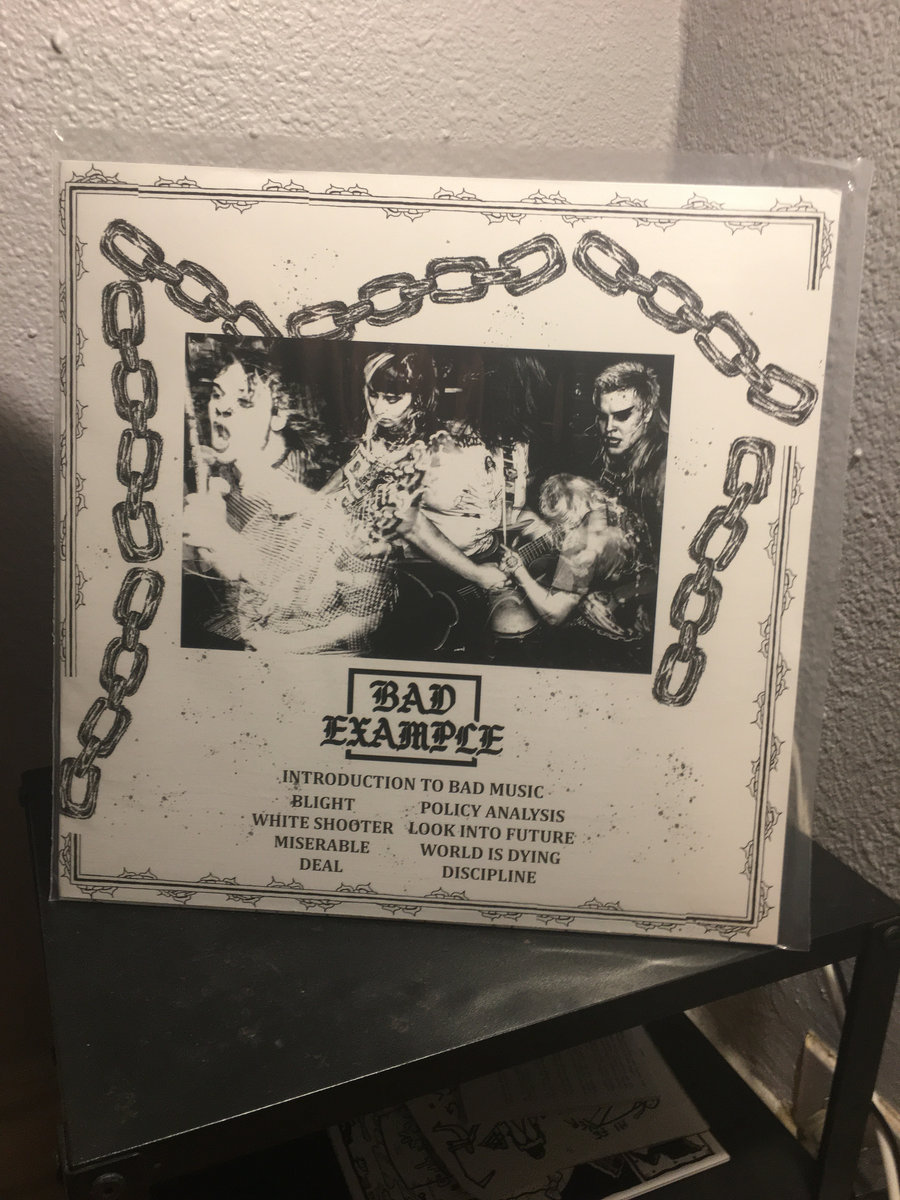 BAD
EXAMPLE
INTRODUCTION TO BAD MUSIC
BLIGHT
WHITE SHOOTER
MISERABLE
DEAL
POLICY ANALYSIS
LOOK INTO FUTURE
WORLD IS DYING
DISCIPLINE